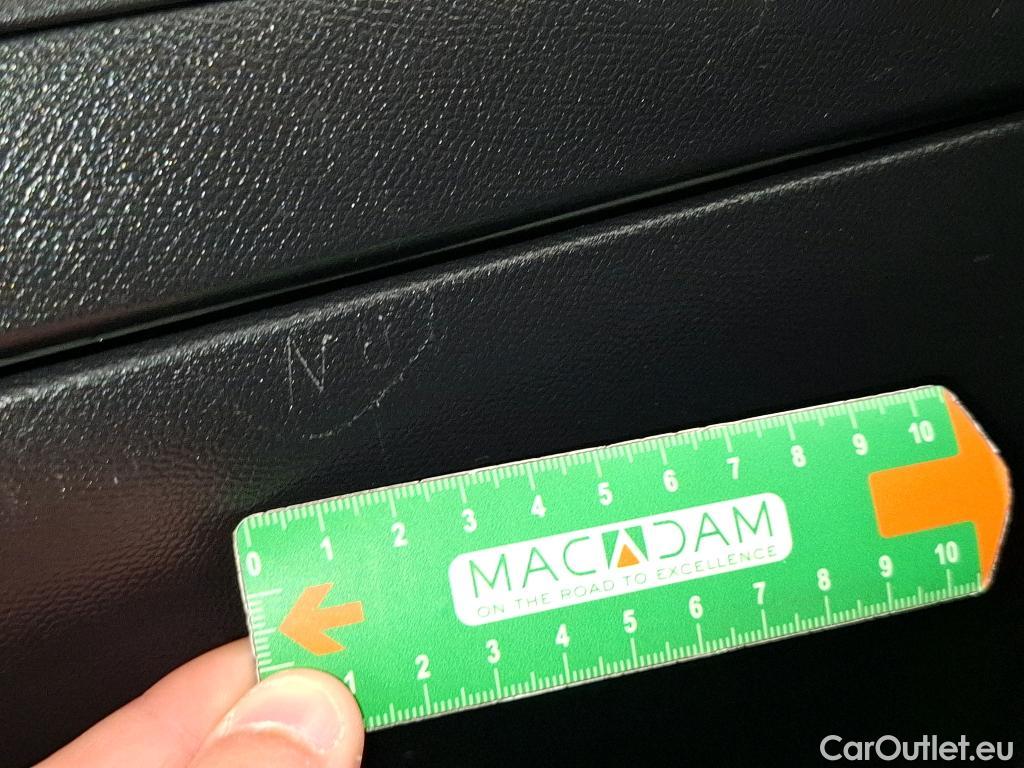 0 1 2 3 4 5 6 7 8 9 10
MACADAM
ON THE ROAD TO EXCELLENCE
1 2 3 4 5 6 7 8 9 10
CarOutlet.eu